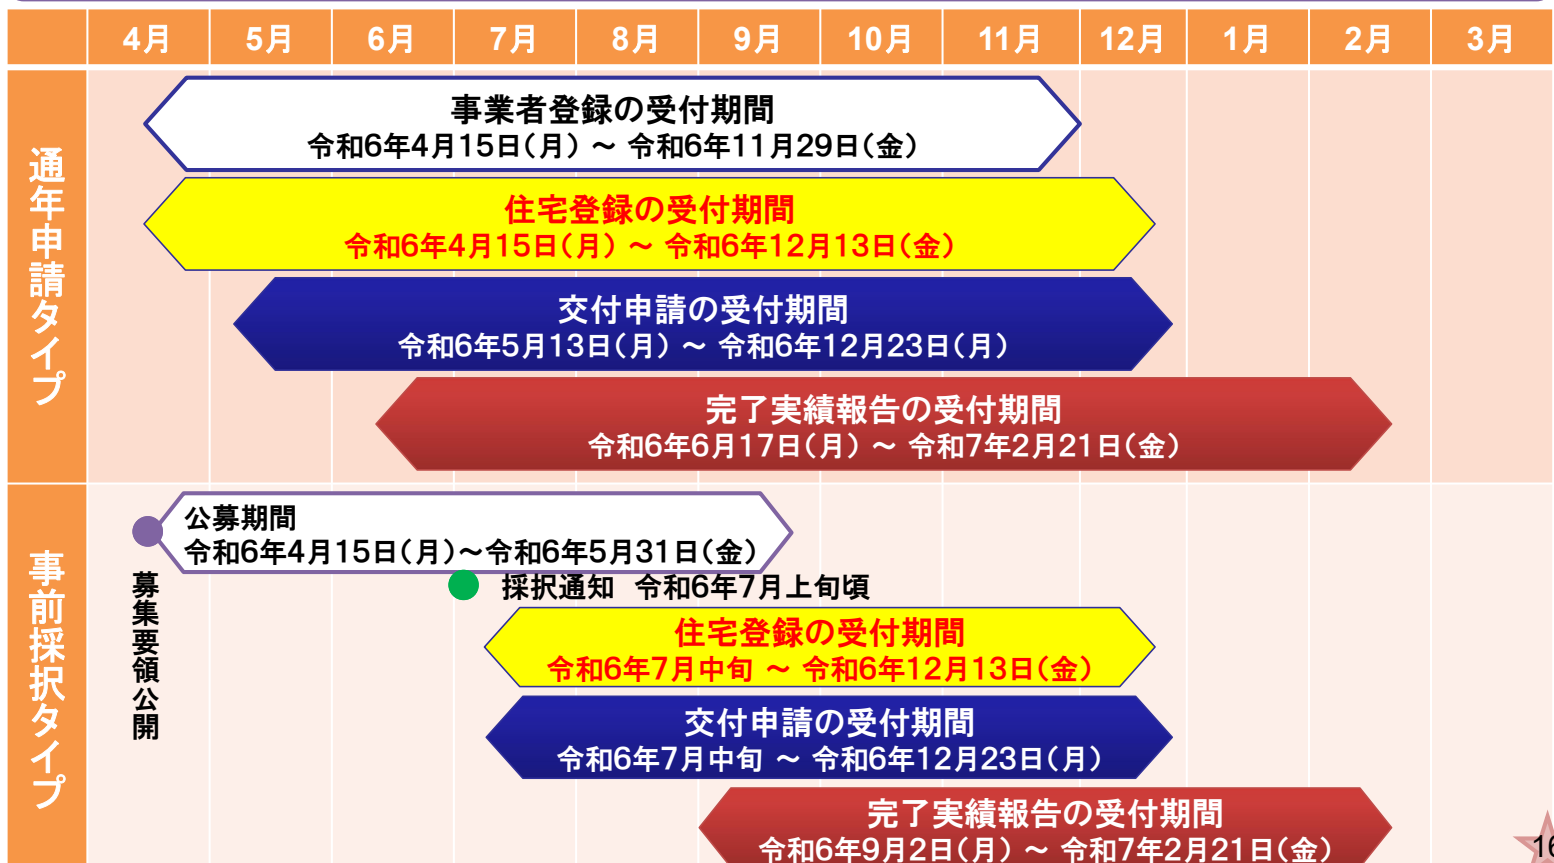 4月 5月 6月 7月 8月 9月 10月 11月 12月 1月 2月 3月
通年申請タイプ
事業者登録の受付期間
令和6年4月15日(月) ～ 令和6年11月29日(金)
住宅登録の受付期間
令和6年4月15日(月) ～ 令和6年12月13日(金)
交付申請の受付期間
令和6年5月13日(月) ～ 令和6年12月23日(月)
完了実績報告の受付期間
令和6年6月17日(月) ～ 令和7年2月21日(金)
事前採択タイプ
公募期間
令和6年4月15日(月)～令和6年5月31日(金)
募集要領公開
採択通知 令和6年7月上旬頃
住宅登録の受付期間
令和6年7月中旬 ～ 令和6年12月13日(金)
交付申請の受付期間
令和6年7月中旬 ～ 令和6年12月23日(月)
完了実績報告の受付期間
令和6年9月2日(月) ～ 令和7年2月21日(金)
16